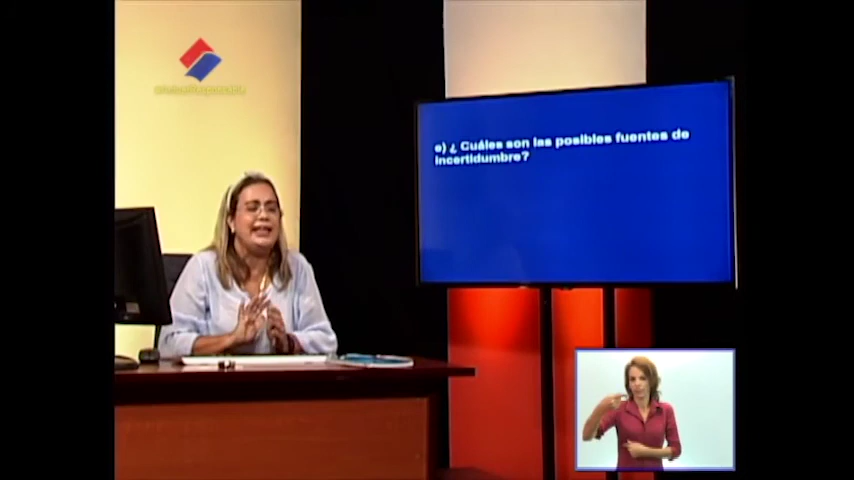 e) ¿ Cuáles son las posibles fuentes de
incertidumbre?